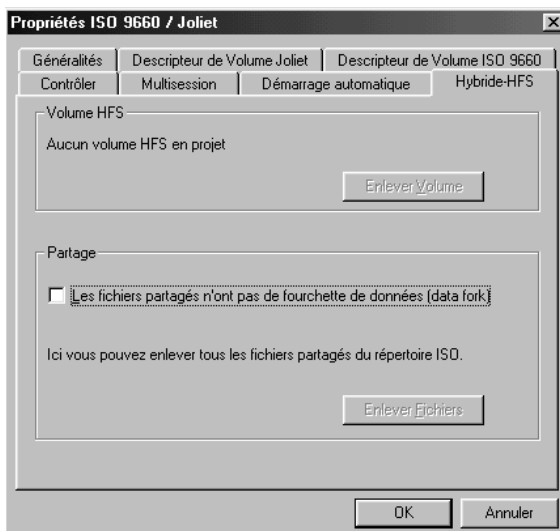 Propriétés ISO 9660 / Joliet
Généralités
Descripteur de Volume Joliet
Descripteur de Volume ISO 9660
Contrôler
Multisession
Démarrage automatique
Hybride-HFS
Volume HFS
Aucun volume HFS en projet
Enlever Volume
Partage
Les fichiers partagés n'ont pas de fourchette de données (data fork)
Ici vous pouvez enlever tous les fichiers partagés du répertoire ISO.
Enlever Fichiers
OK
Annuler